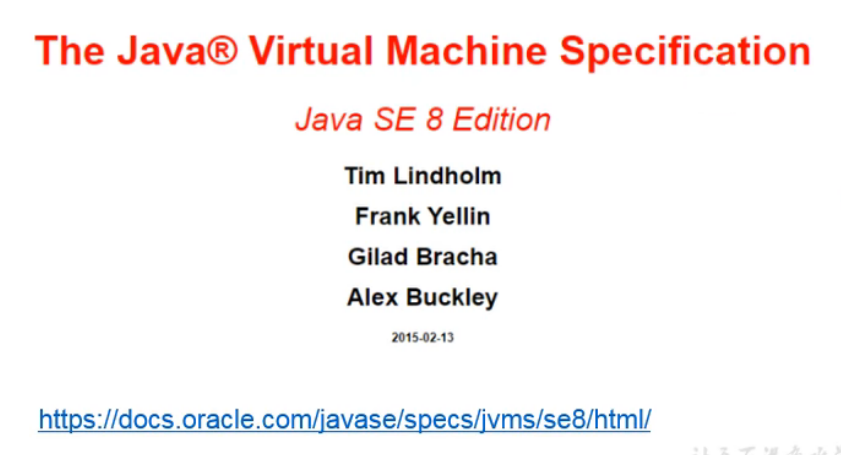 The Java® Virtual Machine Specification
Java SE 8 Edition
Tim Lindholm
Frank Yellin
Gilad Bracha
Alex Buckley
2015-02-13
https://docs.oracle.com/javase/specs/jvms/se8/html/